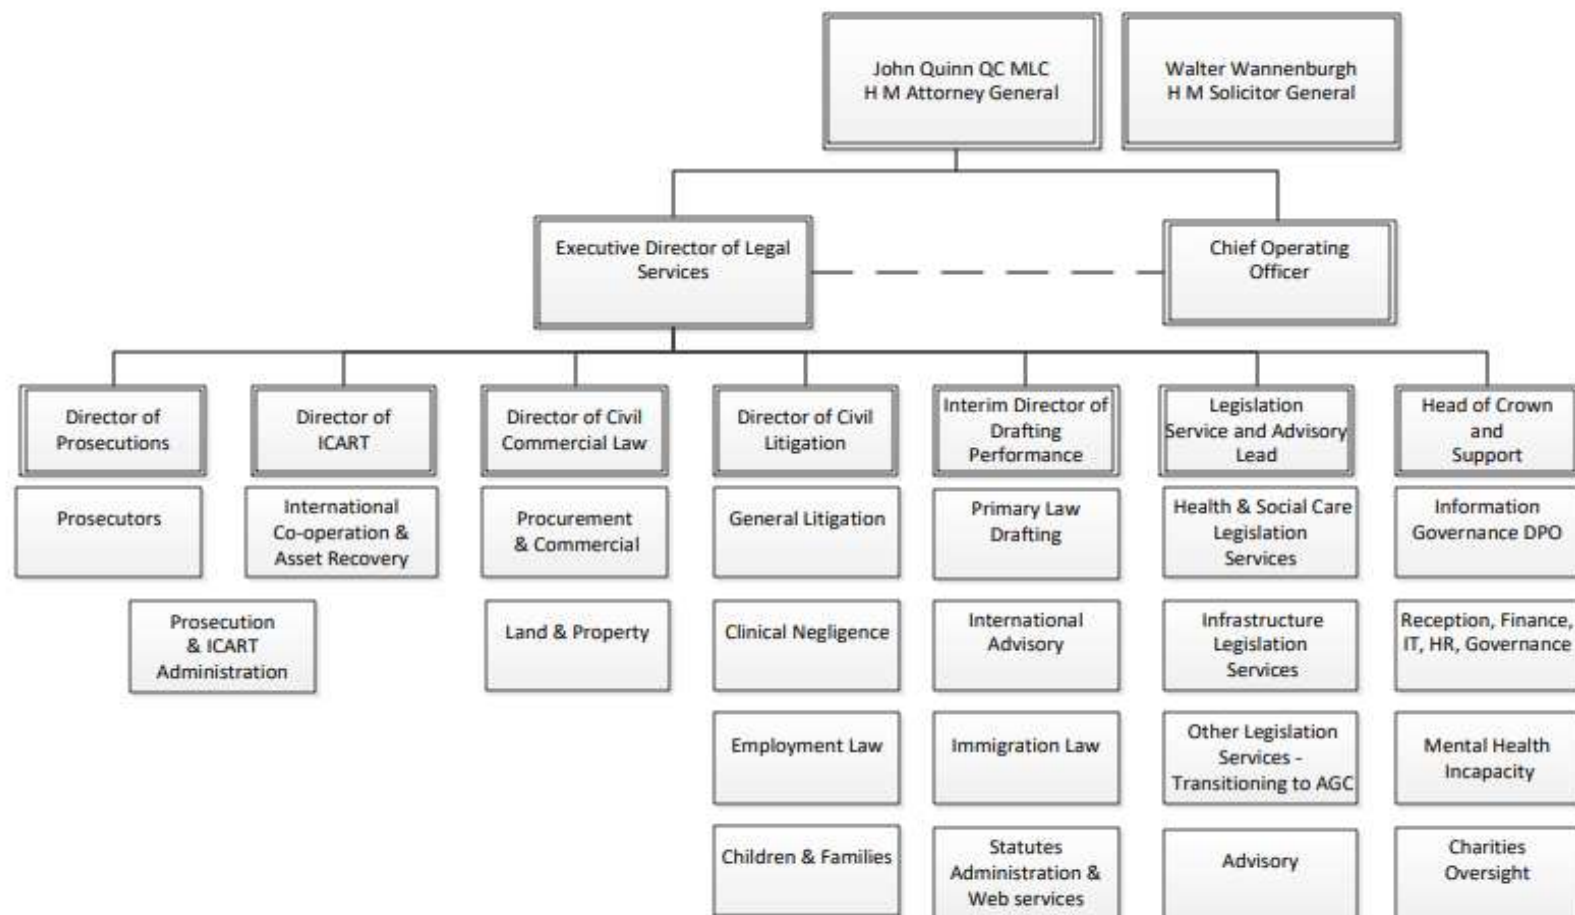 John Quinn QC MLC
H M Attorney General
Walter Wannenburgh
H M Solicitor General
Executive Director of Legal
Services
Chief Operating
Officer
Director of
Prosecutions
Director of
ICART
Director of Civil
Commercial Law
Director of Civil
Litigation
Interim Director of
Drafting
Performance
Legislation
Service and Advisory
Lead
Head of Crown
and
Support
Prosecutors
International
Co-operation &
Asset Recovery
Procurement
& Commercial
General Litigation
Primary Law
Drafting
Health & Social Care
Legislation
Services
Information
Governance DPO
Prosecution
& ICART
Administration
Land & Property
Clinical Negligence
International
Advisory
Infrastructure
Legislation
Services
Reception, Finance,
IT, HR, Governance
Employment Law
Immigration Law
Other Legislation
Services -
Transitioning to AGC
Mental Health
Incapacity
Children & Families
Statutes
Administration &
Web services
Advisory
Charities
Oversight